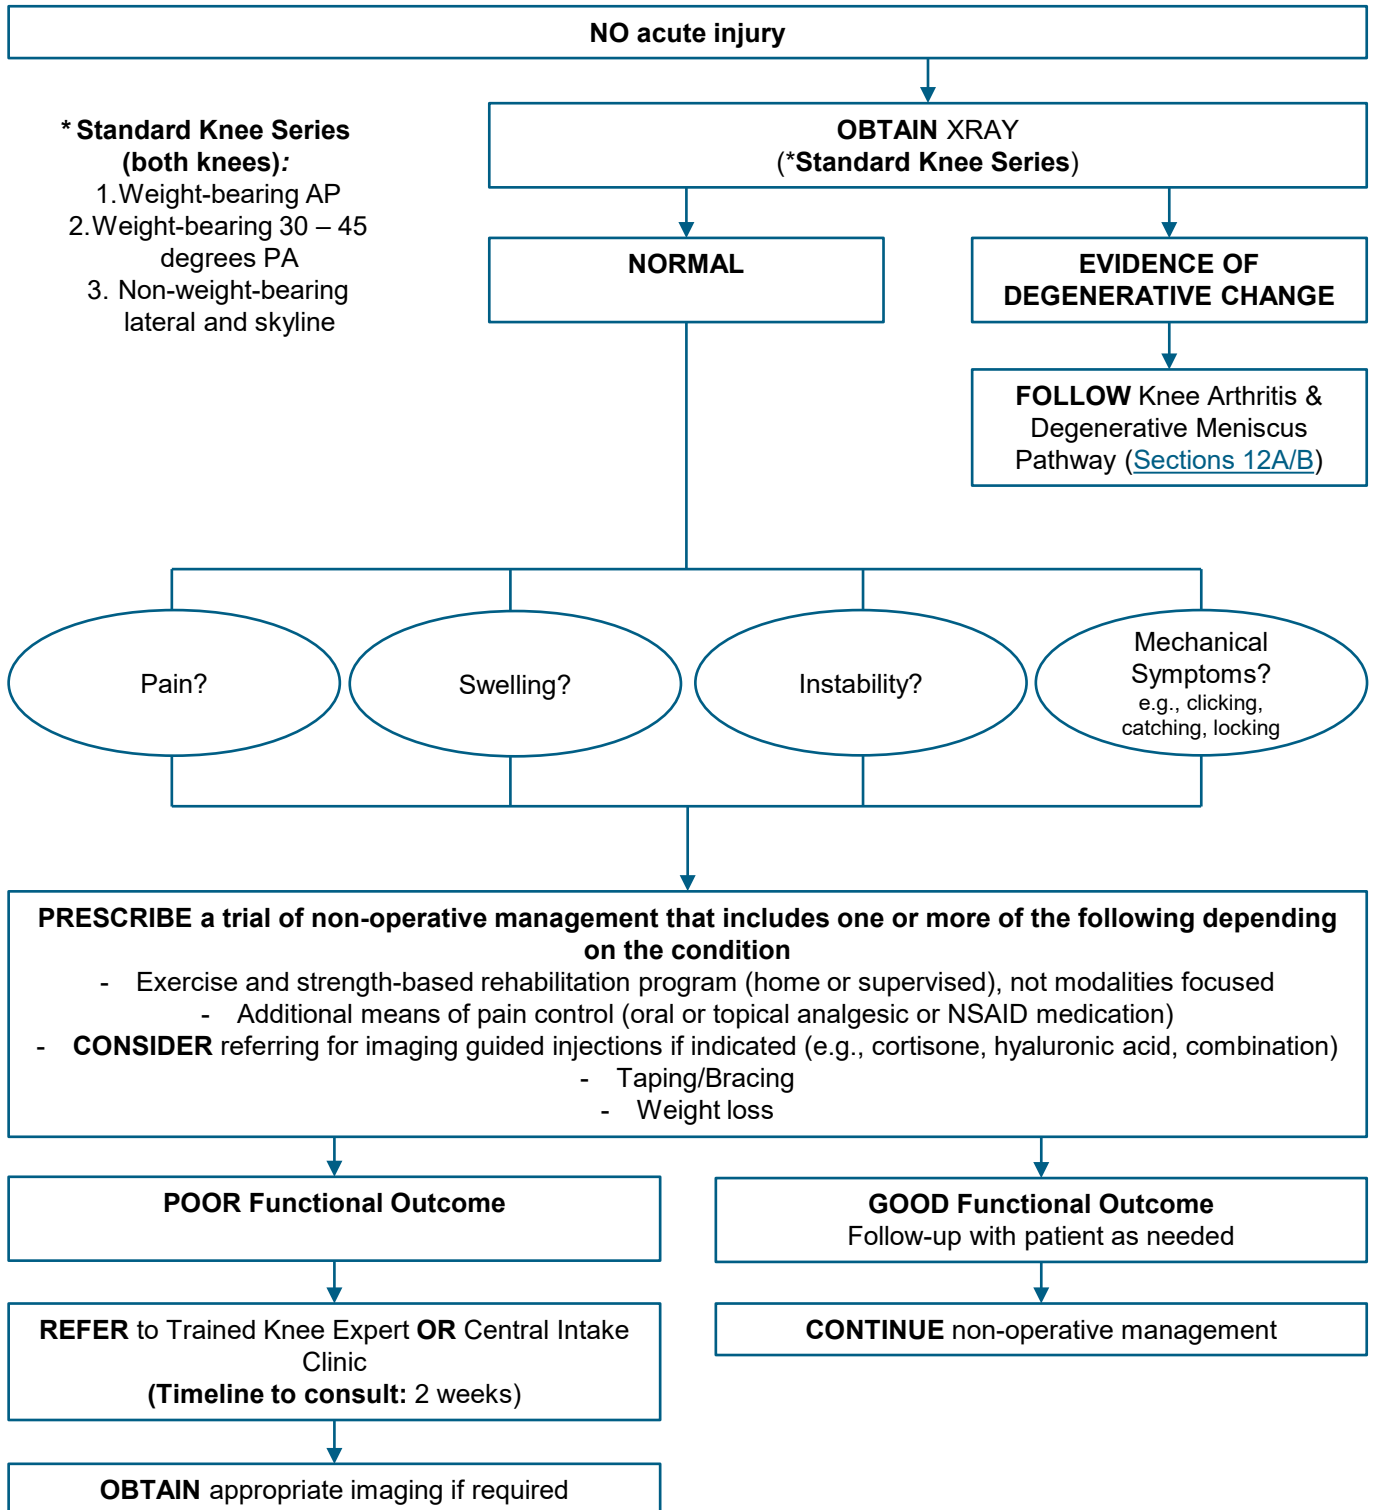 NO acute injury
* Standard Knee Series
(both knees):
1.Weight-bearing AP
2.Weight-bearing 30 – 45
degrees PA
3. Non-weight-bearing
lateral and skyline
OBTAIN XRAY
(*Standard Knee Series)
NORMAL
EVIDENCE OF
DEGENERATIVE CHANGE
FOLLOW Knee Arthritis &
Degenerative Meniscus
Pathway (Sections 12A/B)
Pain?
Swelling?
Instability?
Mechanical
Symptoms?
e.g., clicking,
catching, locking
PRESCRIBE a trial of non-operative management that includes one or more of the following depending
on the condition
- Exercise and strength-based rehabilitation program (home or supervised), not modalities focused
- Additional means of pain control (oral or topical analgesic or NSAID medication)
- CONSIDER referring for imaging guided injections if indicated (e.g., cortisone, hyaluronic acid, combination)
- Taping/Bracing
- Weight loss
POOR Functional Outcome
GOOD Functional Outcome
Follow-up with patient as needed
REFER to Trained Knee Expert OR Central Intake
Clinic
(Timeline to consult: 2 weeks)
CONTINUE non-operative management
OBTAIN appropriate imaging if required